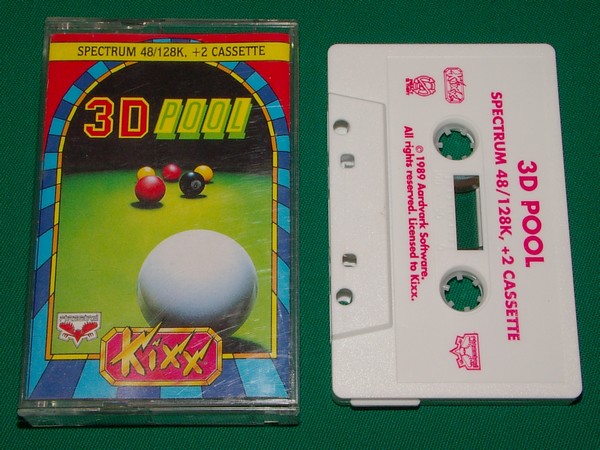 SPECTRUM 48/128K, +2 CASSETTE
3D POOL
Kixx
3D POOL
SPECTRUM 48/128K, +2 CASSETTE
© 1989 Aardvark Software.
All rights reserved. Licensed to Kixx.